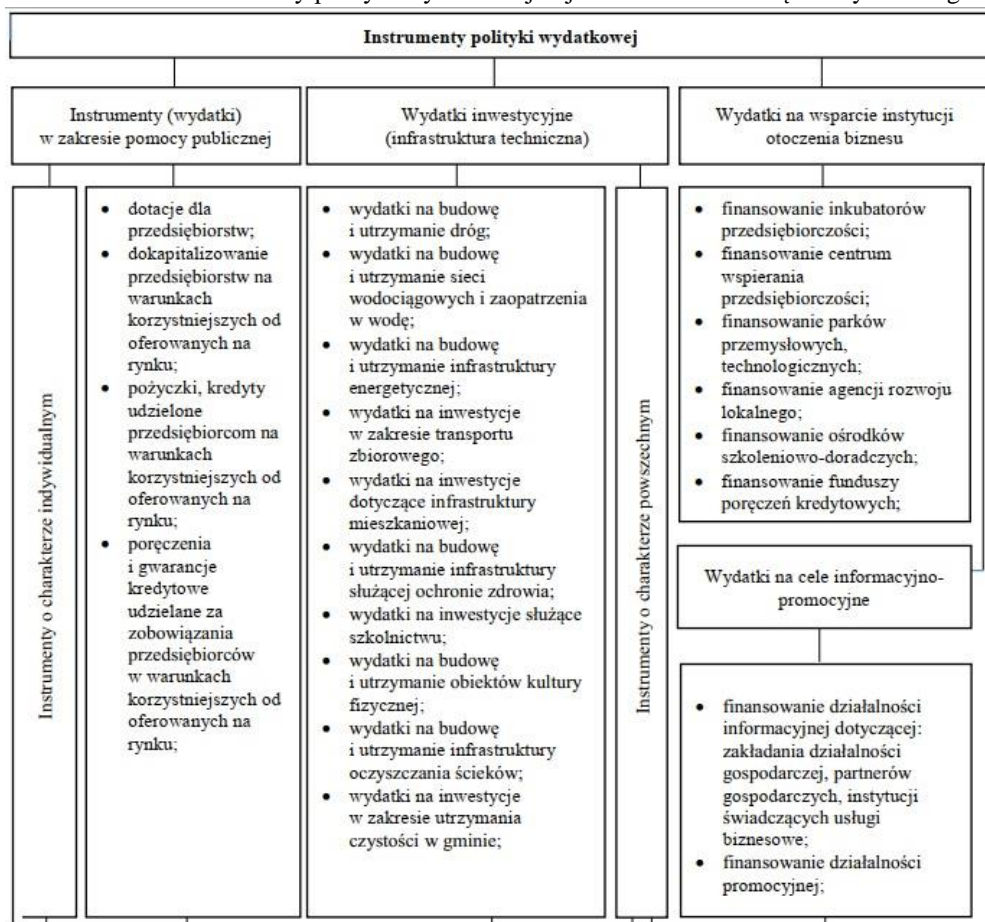 Instrumenty polityki wydatkowej
Instrumenty (wydatki)
w zakresie pomocy publicznej
Wydatki inwestycyjne
(infrastruktura techniczna)
Wydatki na wsparcie instytucji
otoczenia biznesu
Instrumenty o charakterze indywidualnym
• dotacje dla
przedsiębiorstw;
• dokapitalizowanie
przedsiębiorstw na
warunkach
korzystniejszych od
oferowanych na
rynku;
• pożyczki, kredyty
udzielone
przedsiębiorcom na
warunkach
korzystniejszych od
oferowanych na
rynku;
• poręczenia
i gwarancje
kredytowe
udzielane za
zobowiązania
przedsiębiorców
w warunkach
korzystniejszych od
oferowanych na
rynku;
• wydatki na budowę
i utrzymanie dróg;
• wydatki na budowę
i utrzymanie sieci
wodociągowych i zaopatrzenia
w wodę;
• wydatki na budowę
i utrzymanie infrastruktury
energetycznej;
• wydatki na inwestycje
w zakresie transportu
zbiorowego;
• wydatki na inwestycje
dotyczące infrastruktury
mieszkaniowej;
• wydatki na budowę
i utrzymanie infrastruktury
służącej ochronie zdrowia;
• wydatki na inwestycje służące
szkolnictwu;
• wydatki na budowę
i utrzymanie obiektów kultury
fizycznej;
• wydatki na budowę
i utrzymanie infrastruktury
oczyszczania ścieków;
• wydatki na inwestycje
w zakresie utrzymania
czystości w gminie;
Instrumenty o charakterze powszechnym
• finansowanie inkubatorów
przedsiębiorczości;
• finansowanie centrum
wspierania
przedsiębiorczości;
• finansowanie parków
przemysłowych,
technologicznych;
• finansowanie agencji rozwoju
lokalnego;
• finansowanie ośrodków
szkoleniowo-doradczych;
• finansowanie funduszy
poręczeń kredytowych;
Wydatki na cele informacyjno-
promocyjne
• finansowanie działalności
informacyjnej dotyczącej:
zakładania działalności
gospodarczej, partnerów
gospodarczych, instytucji
świadczących usługi
biznesowe;
• finansowanie działalności
promocyjnej;